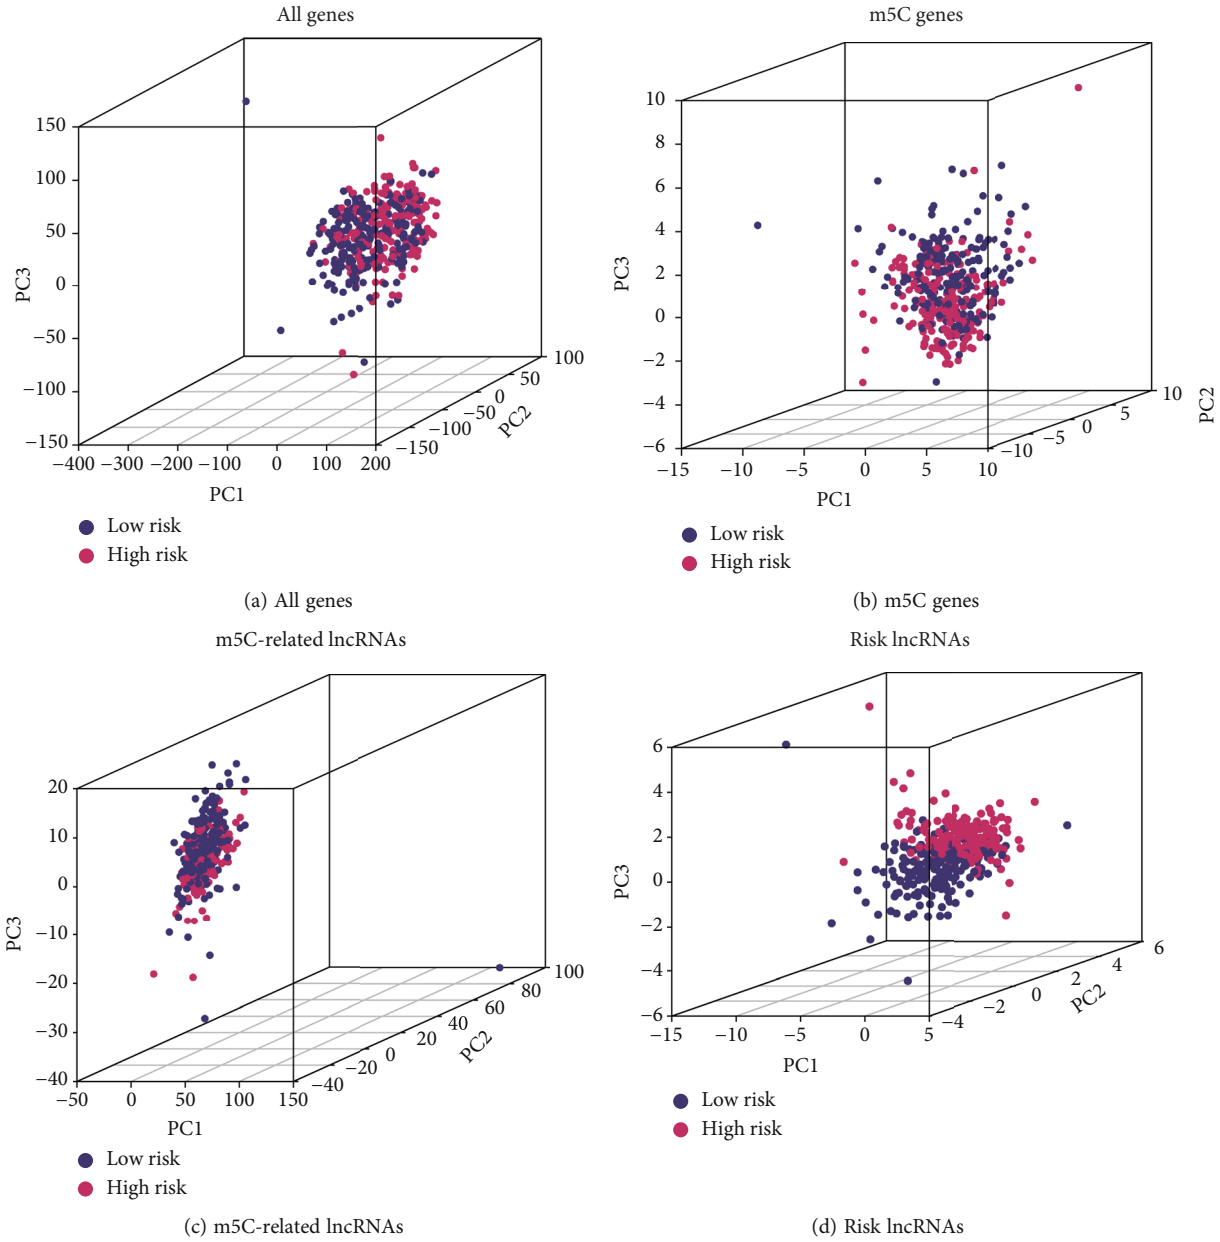 All genes
150
100
50
0
−50
−100
−150
PC3
−400 −300 −200 −100 0 100 200
PC1
−150 −100 −50 0 50 100
PC2
Low risk
High risk
(a) All genes
m5C genes
10
8
6
4
2
0
−2
−4
−6
PC3
−15 −10 −5 0 5 10
PC1
−10 −5 0 5 10
PC2
Low risk
High risk
(b) m5C genes
m5C-related lncRNAs
20
10
0
−10
−20
−30
−40
PC3
−50 0 50 100 150
PC1
−40 −20 0 20 40 60 80 100
PC2
Low risk
High risk
(c) m5C-related lncRNAs
Risk lncRNAs
6
4
2
0
−2
−4
−6
PC3
−15 −10 −5 0 5
PC1
−4 −2 0 2 4 6
PC2
Low risk
High risk
(d) Risk lncRNAs